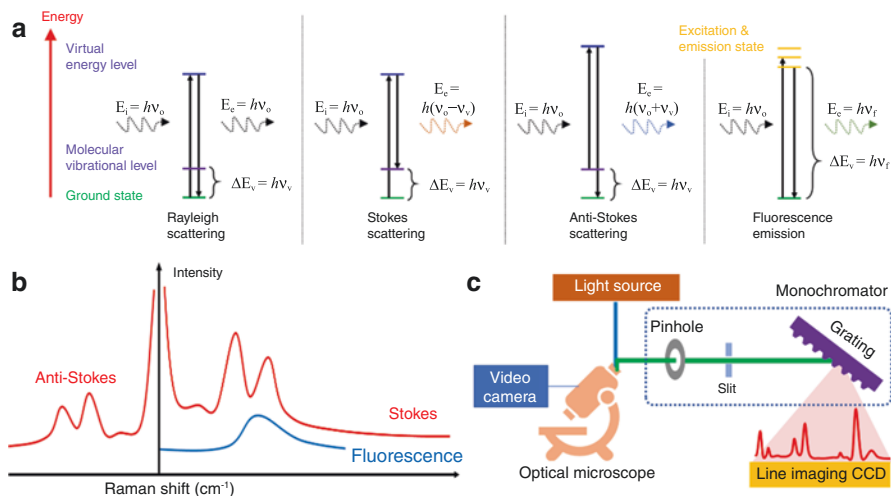 a
Energy
Virtual
energy level
Molecular
vibrational level
Ground state
Eᵢ = hνₒ
Eₑ = hνₒ
ΔEᵥ = hνᵥ
Rayleigh
scattering
Eᵢ = hνₒ
Eₑ =
h(νₒ−νᵥ)
ΔEᵥ = hνᵥ
Stokes
scattering
Eᵢ = hνₒ
Eₑ =
h(νₒ+νᵥ)
ΔEᵥ = hνᵥ
Anti-Stokes
scattering
Excitation &
emission state
Eᵢ = hνₒ
Eₑ = hν_f
ΔEᵥ = hν_f
Fluorescence
emission
b
Intensity
Anti-Stokes
Stokes
Fluorescence
Raman shift (cm⁻¹)
c
Light source
Monochromator
Pinhole
Grating
Video
camera
Slit
Optical microscope
Line imaging CCD